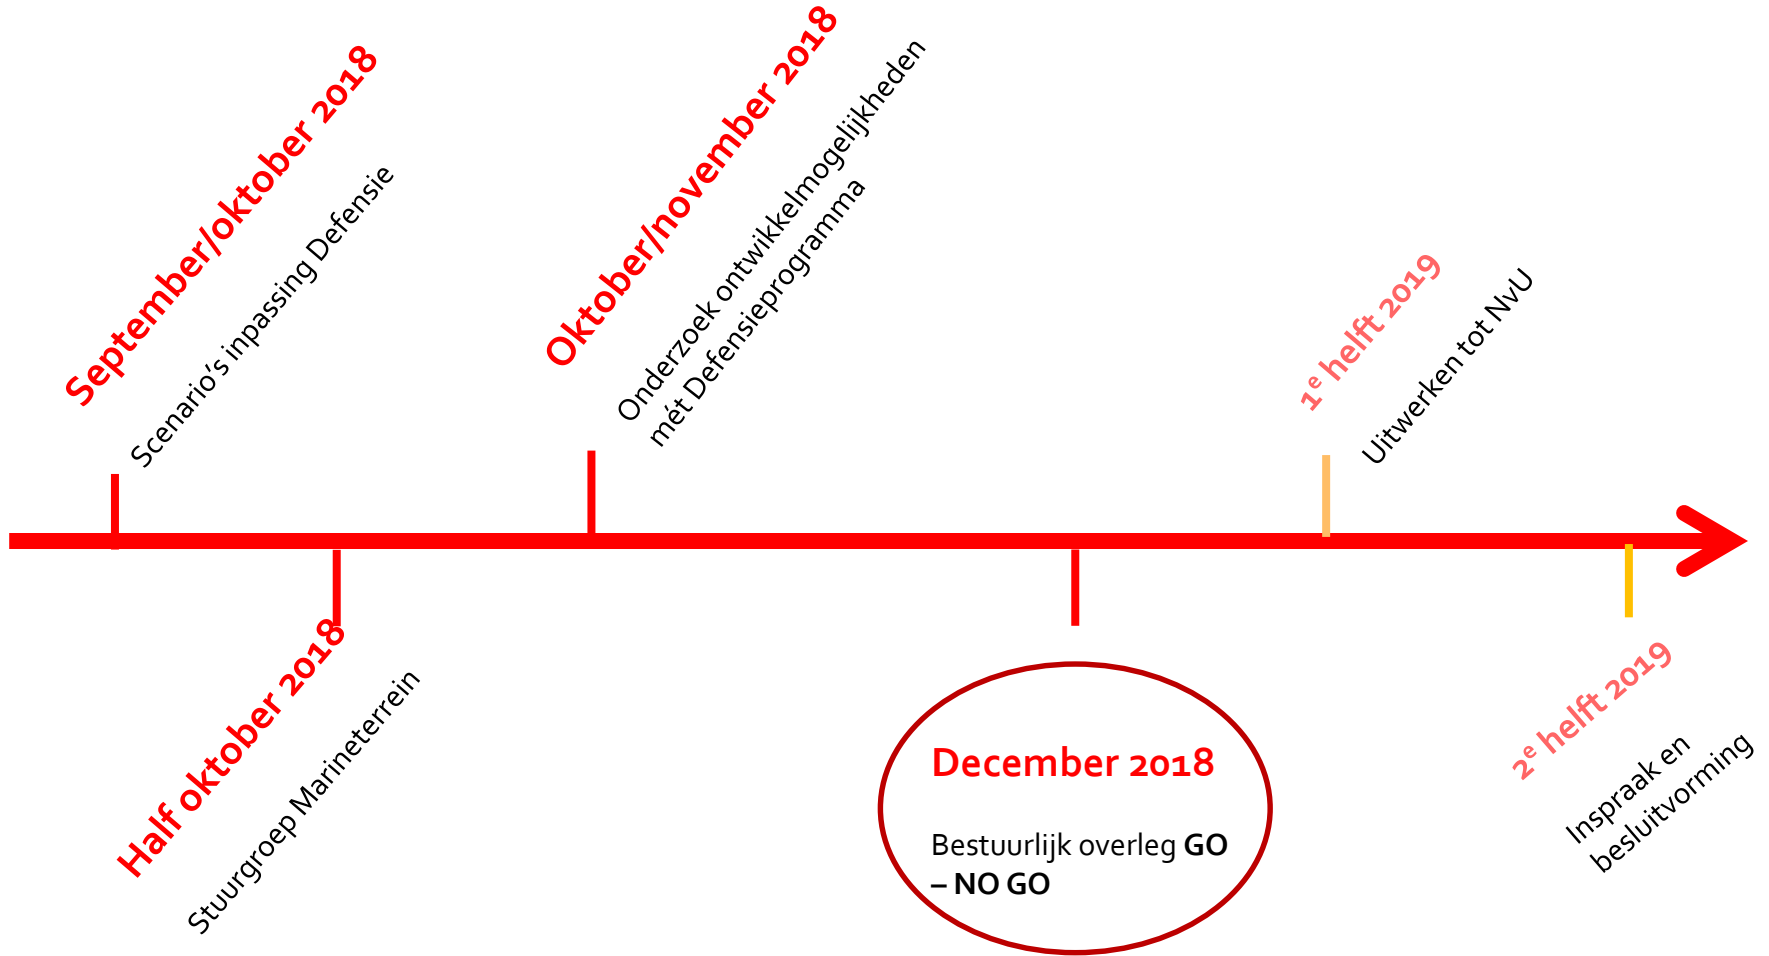 September/oktober 2018
Scenario’s inpassing Defensie
Half oktober 2018
Stuurgroep Marineterrein
Oktober/november 2018
Onderzoek ontwikkelmogelijkheden
mét Defensieprogramma
December 2018
Bestuurlijk overleg GO
– NO GO
1e helft 2019
Uitwerken tot NvU
2e helft 2019
Inspraak en
besluitvorming